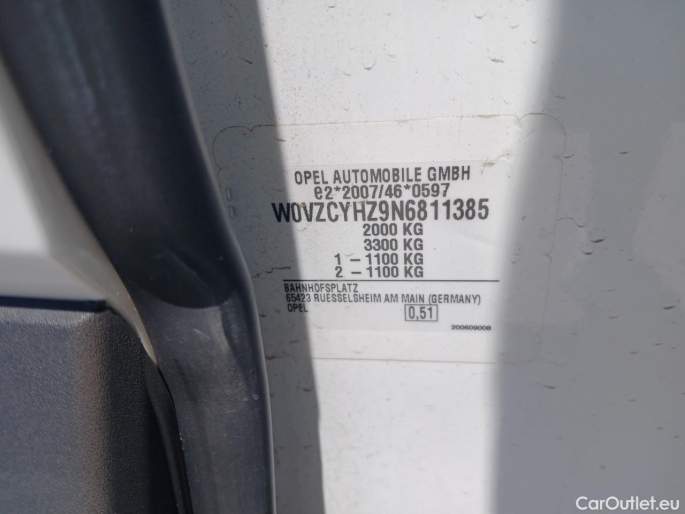 OPEL AUTOMOBILE GMBH
e2*2007/46*0597
W0VZCYHZ9N6811385
2000 KG
3300 KG
1 - 1100 KG
2 - 1100 KG
BAHNHOFSPLATZ
65423 RUESSELSHEIM AM MAIN (GERMANY)
OPEL 0,51
200609009
CarOutlet.eu